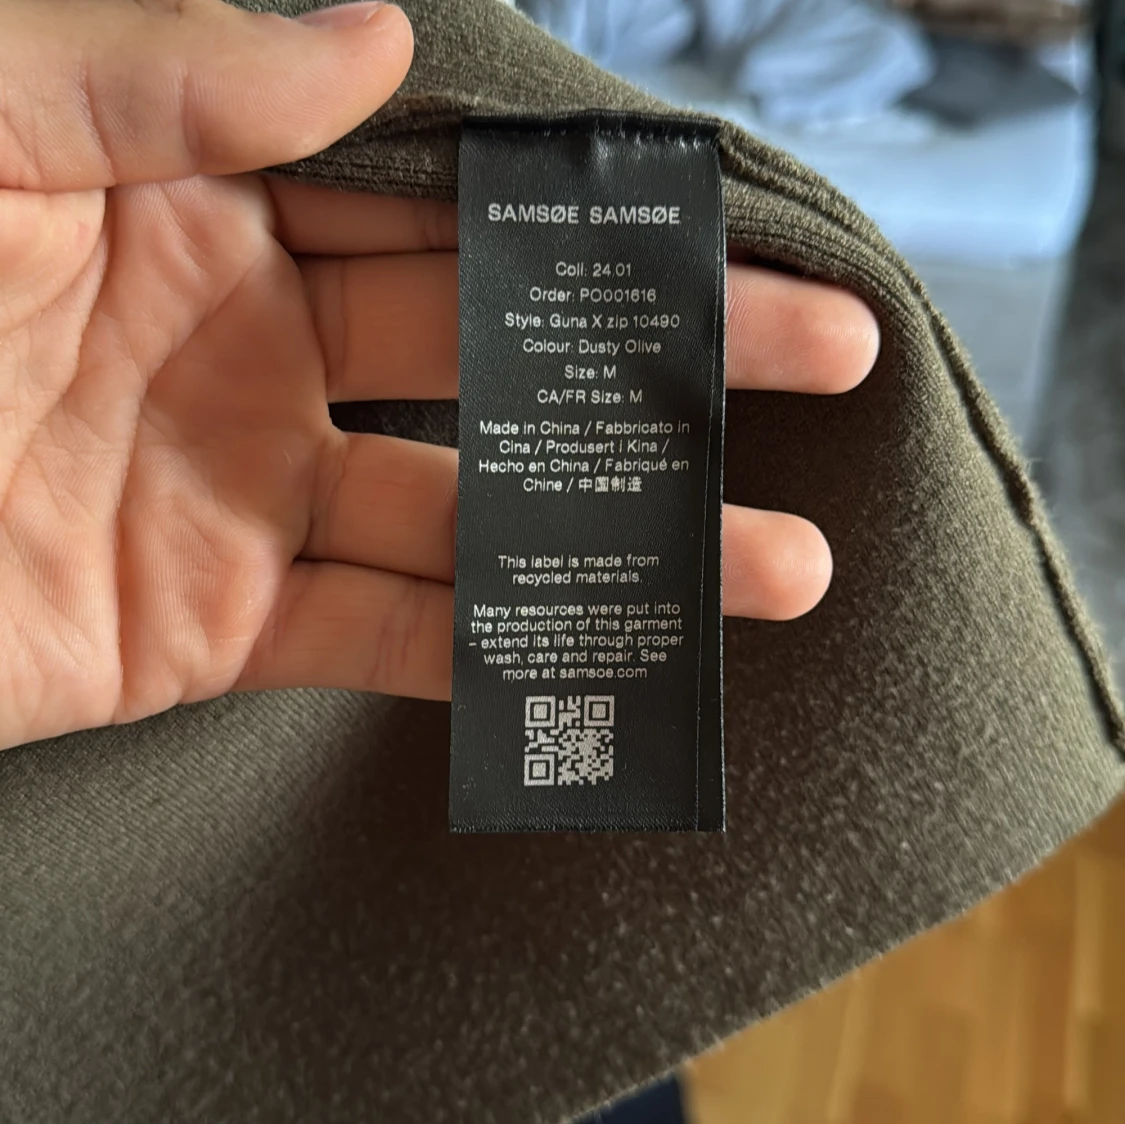 SAMSØE SAMSØE
Coll: 24.01
Order: PO001616
Style: Guna X zip 10490
Colour: Dusty Olive
Size: M
CA/FR Size: M
Made in China / Fabbricato in
Cina / Produsert i Kina /
Hecho en China / Fabriqué en
Chine / 中国制造
This label is made from
recycled materials.
Many resources were put into
the production of this garment
– extend its life through proper
wash, care and repair. See
more at samsoe.com